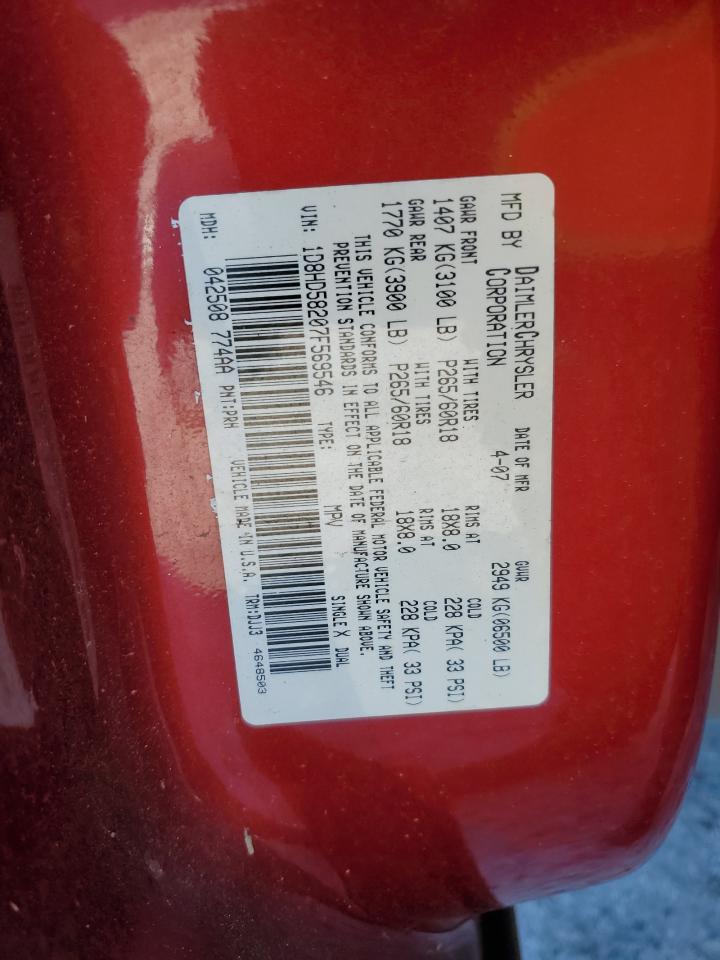 MFD BY DAIMLERCHRYSLER CORPORATION DATE OF MFR 4-07 GVWR 2949 KG(06500 LB)
GAWR FRONT WITH TIRES RIMS AT COLD
1407 KG(3100 LB) P265/60R18 18X8.0 228 KPA( 33 PSI)
GAWR REAR WITH TIRES RIMS AT COLD
1770 KG(3900 LB) P265/60R18 18X8.0 228 KPA( 33 PSI)
THIS VEHICLE CONFORMS TO ALL APPLICABLE FEDERAL MOTOR VEHICLE SAFETY AND THEFT
PREVENTION STANDARDS IN EFFECT ON THE DATE OF MANUFACTURE SHOWN ABOVE.
VIN: 1D8HD58207F569546 TYPE: MPV SINGLE X DUAL
MDH: 042508 774AA PNT:PRH VEHICLE MADE IN U.S.A. TRM:DJJ3 4648503